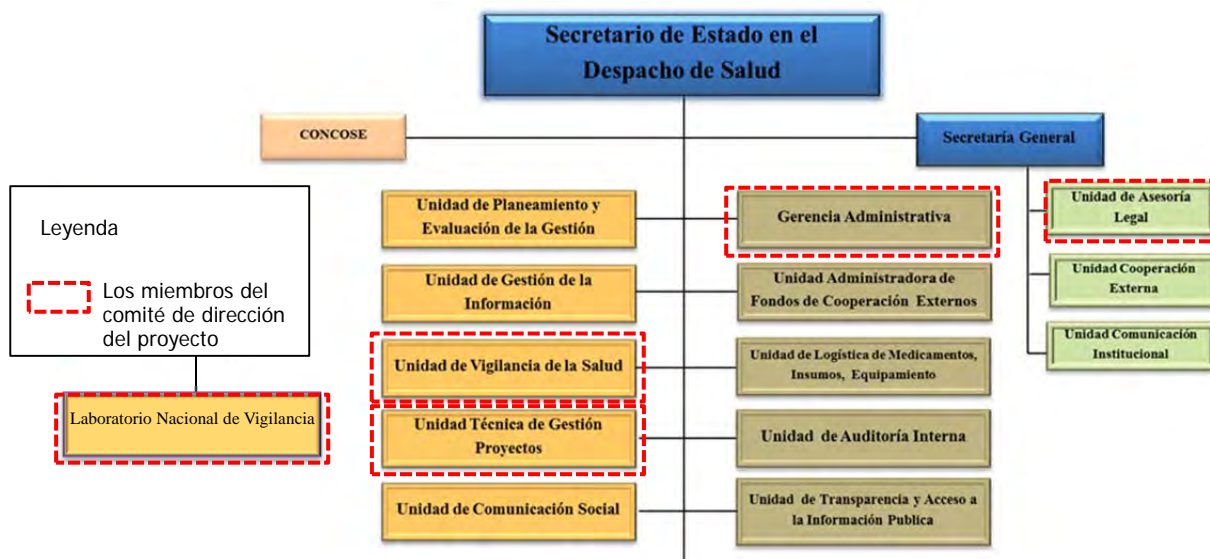 Secretario de Estado en el
Despacho de Salud
CONCOSE
Secretaría General
Leyenda
Los miembros del
comité de dirección
del proyecto
Laboratorio Nacional de Vigilancia
Unidad de Planeamiento y
Evaluación de la Gestión
Unidad de Gestión de la
Información
Unidad de Vigilancia de la Salud
Unidad Técnica de Gestión
Proyectos
Unidad de Comunicación Social
Gerencia Administrativa
Unidad Administradora de
Fondos de Cooperación Externos
Unidad de Logística de Medicamentos,
Insumos, Equipamiento
Unidad de Auditoría Interna
Unidad de Transparencia y Acceso a
la Información Publica
Unidad de Asesoría
Legal
Unidad Cooperación
Externa
Unidad Comunicación
Institucional